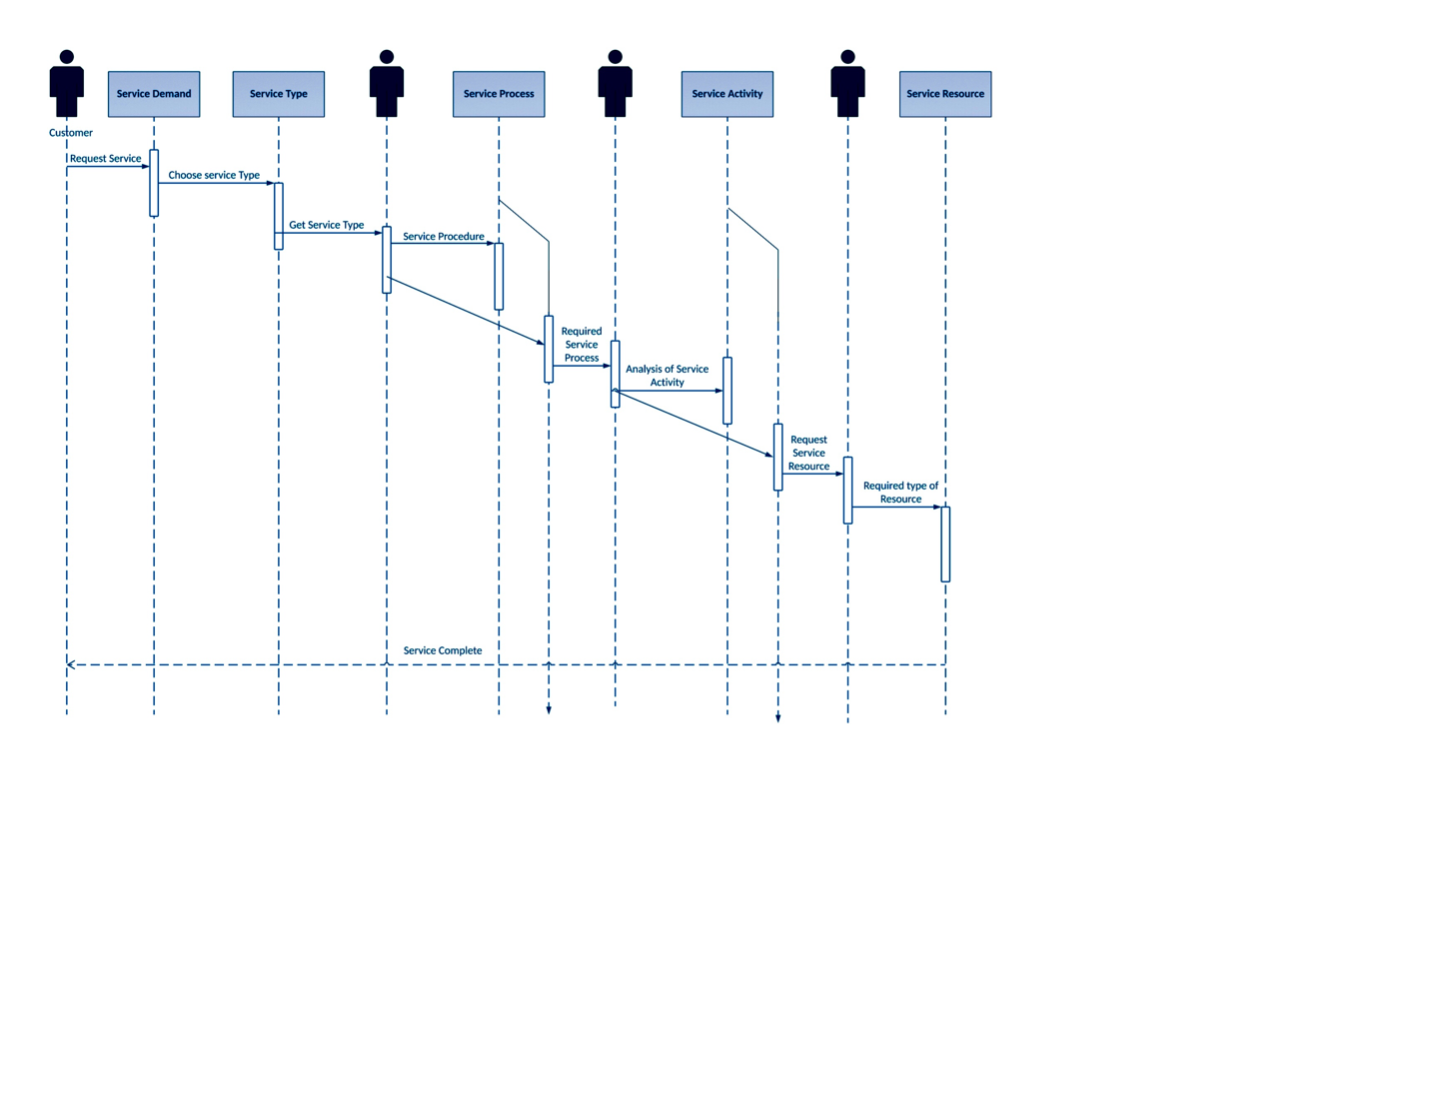 Service Demand
Service Type
Service Process
Service Activity
Service Resource
Customer
Request Service
Choose service Type
Get Service Type
Service Procedure
Required
Service
Process
Analysis of Service
Activity
Request
Service
Resource
Required type of
Resource
Service Complete